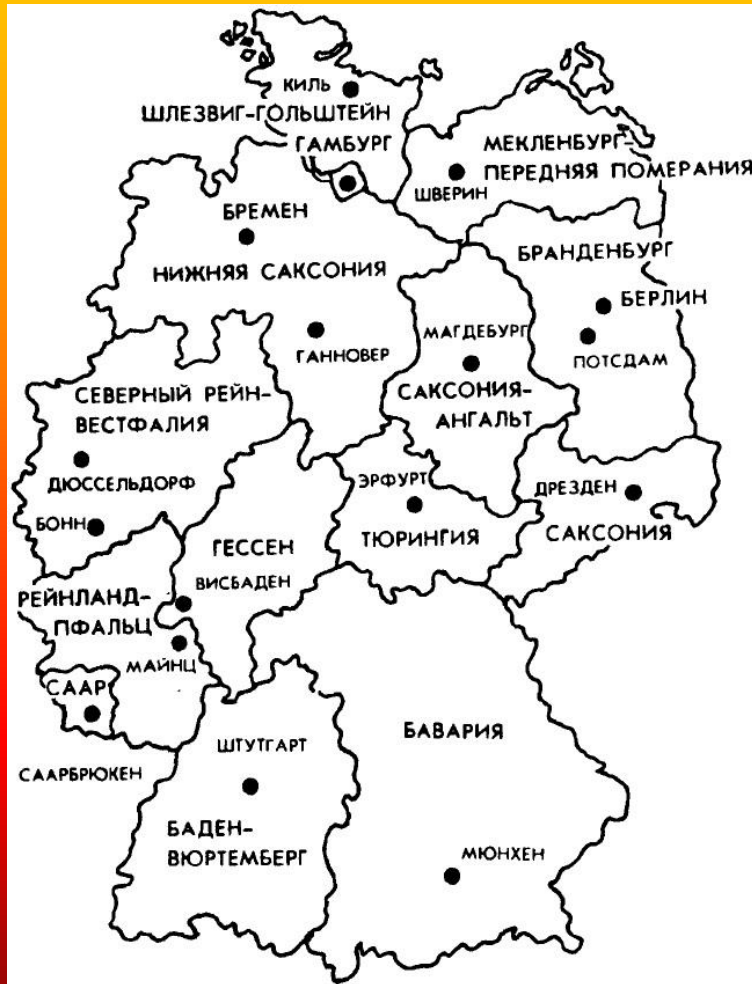 КИЛЬ
ШЛЕЗВИГ-ГОЛЬШТЕЙН
ГАМБУРГ
МЕКЛЕНБУРГ-
ПЕРЕДНЯЯ ПОМЕРАНИЯ
ШВЕРИН
БРЕМЕН
НИЖНЯЯ САКСОНИЯ
БРАНДЕНБУРГ
БЕРЛИН
ПОТСДАМ
ГАННОВЕР
МАГДЕБУРГ
САКСОНИЯ-
АНГАЛЬТ
СЕВЕРНЫЙ РЕЙН-
ВЕСТФАЛИЯ
ДЮССЕЛЬДОРФ
БОНН
ЭРФУРТ
ТЮРИНГИЯ
ДРЕЗДЕН
САКСОНИЯ
ГЕССЕН
ВИСБАДЕН
РЕЙНЛАНД-
ПФАЛЬЦ
МАЙНЦ
СААР
СААРБРЮКЕН
ШТУТГАРТ
БАДЕН-
ВЮРТЕМБЕРГ
БАВАРИЯ
МЮНХЕН